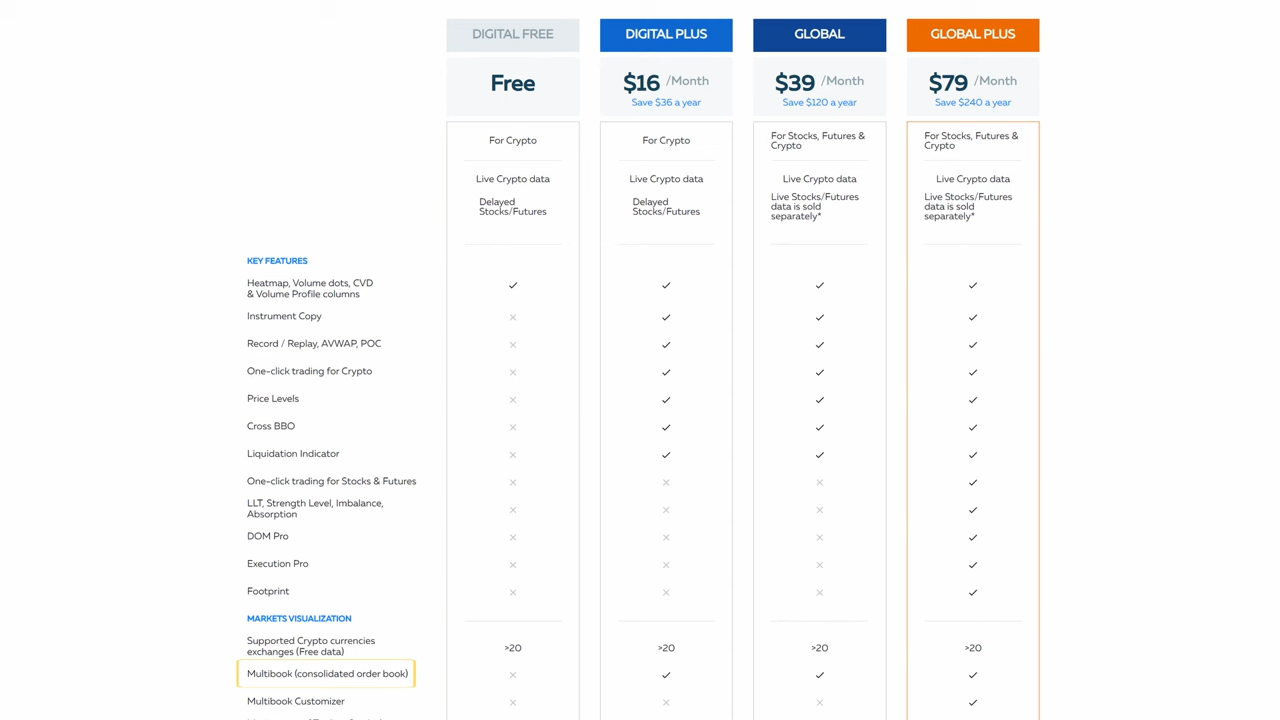 DIGITAL FREE
DIGITAL PLUS
GLOBAL
GLOBAL PLUS
Free
$16 /Month
Save $36 a year
$39 /Month
Save $120 a year
$79 /Month
Save $240 a year
For Crypto
For Crypto
For Stocks, Futures &
Crypto
For Stocks, Futures &
Crypto
Live Crypto data
Live Crypto data
Live Crypto data
Live Crypto data
Delayed
Stocks/Futures
Delayed
Stocks/Futures
Live Stocks/Futures
data is sold
separately*
Live Stocks/Futures
data is sold
separately*
KEY FEATURES
Heatmap, Volume dots, CVD
& Volume Profile columns
Instrument Copy
Record / Replay, AVWAP, POC
One-click trading for Crypto
Price Levels
Cross BBO
Liquidation Indicator
One-click trading for Stocks & Futures
LLT, Strength Level, Imbalance,
Absorption
DOM Pro
Execution Pro
Footprint
MARKETS VISUALIZATION
Supported Crypto currencies
exchanges (Free data)
>20
>20
>20
>20
Multibook (consolidated order book)
Multibook Customizer